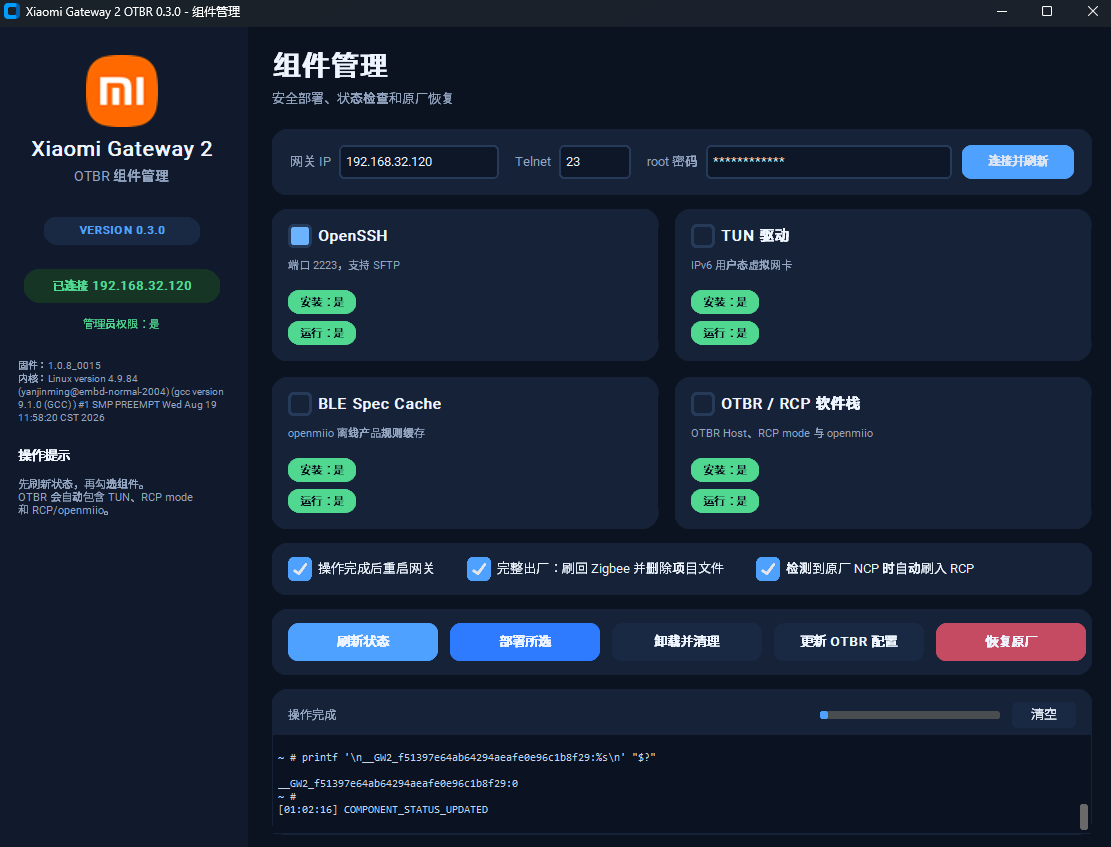 Xiaomi Gateway 2 OTBR 0.3.0 - 组件管理
Xiaomi Gateway 2
OTBR 组件管理
VERSION 0.3.0
已连接 192.168.32.120
管理员权限：是
固件：1.0.8_0015
内核：Linux version 4.9.84
(yanjinming@embd-normal-2004) (gcc version
9.1.0 (GCC) ) #1 SMP PREEMPT Wed Aug 19
11:58:20 CST 2026
操作提示
先刷新状态，再勾选组件。
OTBR 会自动包含 TUN、RCP mode
和 RCP/openmiio。
组件管理
安全部署、状态检查和原厂恢复
网关 IP 192.168.32.120 Telnet 23 root 密码 ************ 连接并刷新
OpenSSH
端口 2223，支持 SFTP
安装：是
运行：是
TUN 驱动
IPv6 用户态虚拟网卡
安装：是
运行：是
BLE Spec Cache
openmiio 离线产品规则缓存
安装：是
运行：是
OTBR / RCP 软件栈
OTBR Host、RCP mode 与 openmiio
安装：是
运行：是
操作完成后重启网关 完整出厂：刷回 Zigbee 并删除项目文件 检测到原厂 NCP 时自动刷入 RCP
刷新状态 部署所选 卸载并清理 更新 OTBR 配置 恢复原厂
操作完成 清空
~ # printf '\n__GW2_f51397e64ab64294aeafe0e96c1b8f29:%s\n' "$?"
__GW2_f51397e64ab64294aeafe0e96c1b8f29:0
~ #
[01:02:16] COMPONENT_STATUS_UPDATED